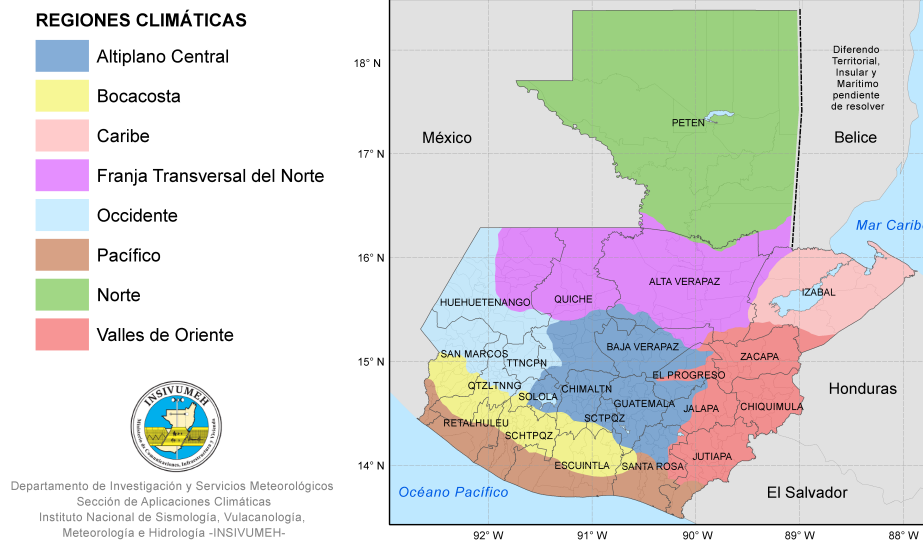 REGIONES CLIMÁTICAS
Altiplano Central
Bocacosta
Caribe
Franja Transversal del Norte
Occidente
Pacífico
Norte
Valles de Oriente
INSIVUMEH
Departamento de Investigación y Servicios Meteorológicos
Sección de Aplicaciones Climáticas
Instituto Nacional de Sismología, Vulacanología,
Meteorología e Hidrología -INSIVUMEH-
18° N
17° N
16° N
15° N
14° N
92° W
91° W
90° W
89° W
88° W
Diferendo
Territorial,
Insular y
Marítimo
pendiente
de resolver
México
Belice
PETEN
Mar Carib
ALTA VERAPAZ
IZABAL
HUEHUETENANGO
QUICHE
BAJA VERAPAZ
SAN MARCOS
TTNCPN
ZACAPA
EL PROGRESO
QTZLTNNG
SOLOLA
CHIMALTN
GUATEMALA
JALAPA
CHIQUIMULA
Honduras
RETALHULEU
SCTPQZ
SCHTPQZ
ESCUINTLA
SANTA ROSA
JUTIAPA
Océano Pacífico
El Salvador